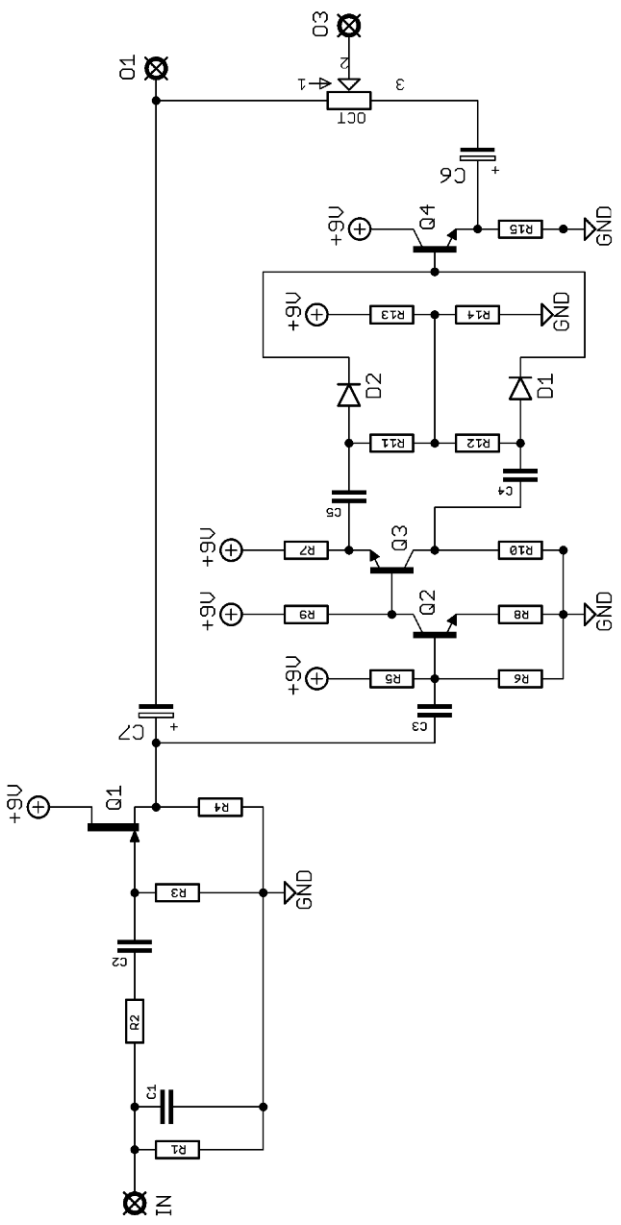 O3
O1
1
2
3
OCT
C6
+
+9V
Q4
R15
GND
+9V
R13
R14
GND
D2
D1
R11
R12
C5
C4
+9V
R7
Q3
R10
+9V
R9
Q2
R8
GND
+9V
R5
R6
C7
+
C3
+9V
Q1
R4
R3
GND
C2
R2
C1
R1
IN